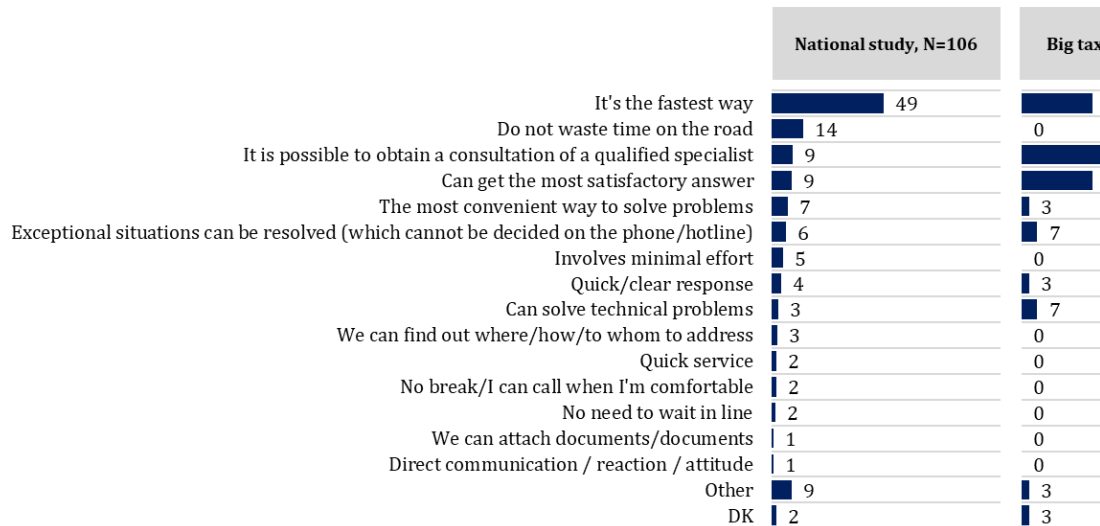 National study, N=106 Big tax
It's the fastest way 49
Do not waste time on the road 14 0
It is possible to obtain a consultation of a qualified specialist 9
Can get the most satisfactory answer 9
The most convenient way to solve problems 7 3
Exceptional situations can be resolved (which cannot be decided on the phone/hotline) 6 7
Involves minimal effort 5 0
Quick/clear response 4 3
Can solve technical problems 3 7
We can find out where/how/to whom to address 3 0
Quick service 2 0
No break/I can call when I'm comfortable 2 0
No need to wait in line 2 0
We can attach documents/documents 1 0
Direct communication / reaction / attitude 1 0
Other 9 3
DK 2 3